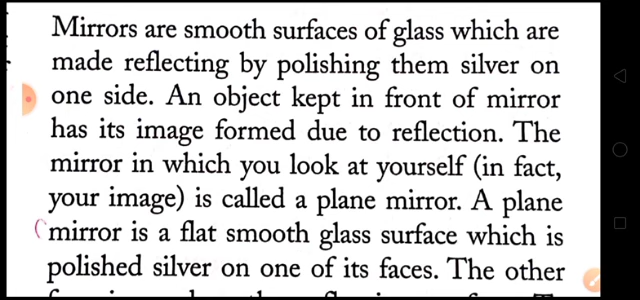 Mirrors are smooth surfaces of glass which are
made reflecting by polishing them silver on
one side. An object kept in front of mirror
has its image formed due to reflection. The
mirror in which you look at yourself (in fact,
your image) is called a plane mirror. A plane
mirror is a flat smooth glass surface which is
polished silver on one of its faces. The other